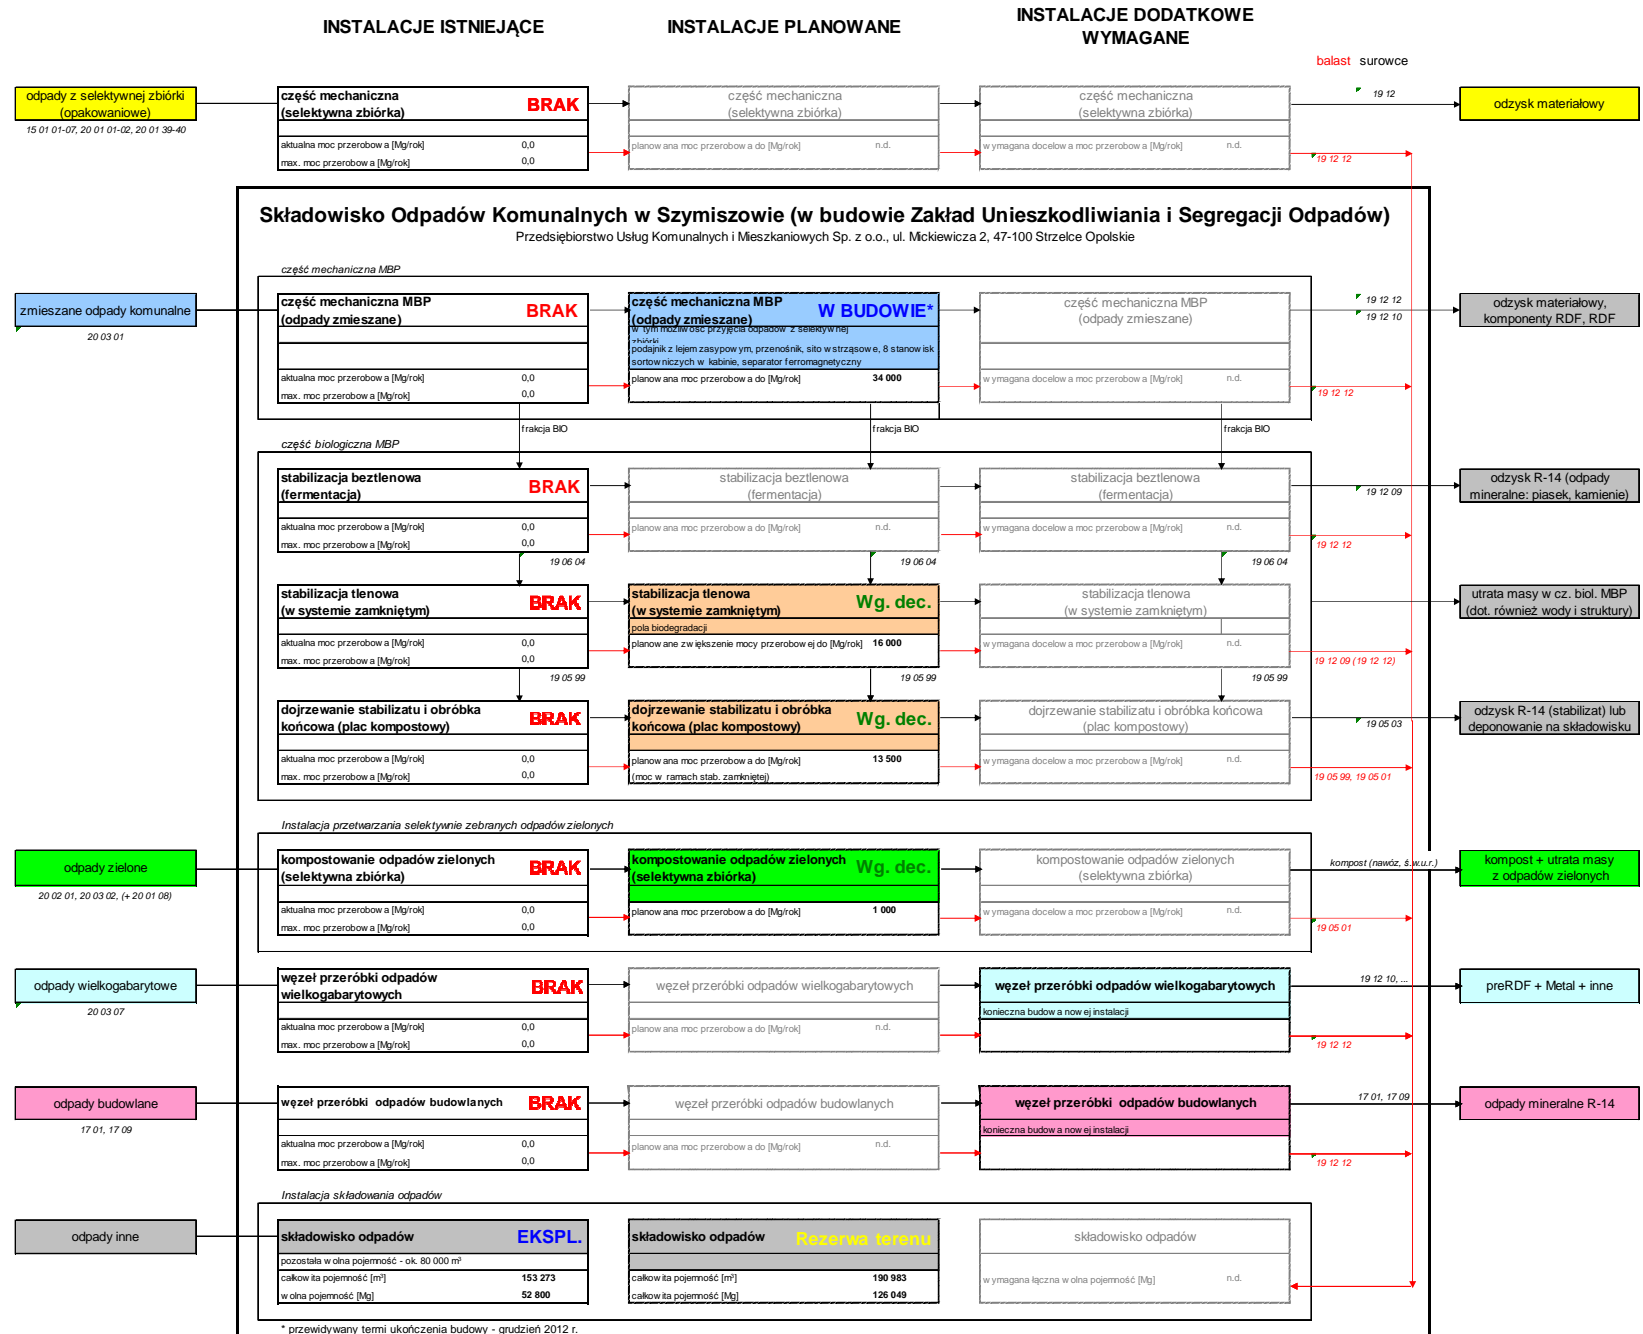 INSTALACJE ISTNIEJĄCE
INSTALACJE PLANOWANE
INSTALACJE DODATKOWE
WYMAGANE
balast surowce
odpady z selektywnej zbiórki
(opakowaniowe)
15 01 01-07, 20 01 01-02, 20 01 39-40
część mechaniczna
(selektywna zbiórka)
BRAK
aktualna moc przerobowa [Mg/rok] 0,0
max. moc przerobowa [Mg/rok] 0,0
część mechaniczna
(selektywna zbiórka)
planowana moc przerobowa do [Mg/rok] n.d.
część mechaniczna
(selektywna zbiórka)
wymagana docelowa moc przerobowa [Mg/rok] n.d.
19 12
19 12 12
odzysk materiałowy
Składowisko Odpadów Komunalnych w Szymiszowie (w budowie Zakład Unieszkodliwiania i Segregacji Odpadów)
Przedsiębiorstwo Usług Komunalnych i Mieszkaniowych Sp. z o.o., ul. Mickiewicza 2, 47-100 Strzelce Opolskie
część mechaniczna MBP
zmieszane odpady komunalne
20 03 01
część mechaniczna MBP
(odpady zmieszane)
BRAK
aktualna moc przerobowa [Mg/rok] 0,0
max. moc przerobowa [Mg/rok] 0,0
część mechaniczna MBP
(odpady zmieszane)
W BUDOWIE*
w tym możliwość przyjęcia odpadów z selektywnej
zbiórki
podajnik z lejem zasypowym, przenośnik, sito wstrząsowe, 8 stanowisk
sortowniczych w kabinie, separator ferromagnetyczny
planowana moc przerobowa do [Mg/rok] 34 000
część mechaniczna MBP
(odpady zmieszane)
wymagana docelowa moc przerobowa [Mg/rok] n.d.
19 12 12
19 12 10
19 12 12
odzysk materiałowy,
komponenty RDF, RDF
frakcja BIO
frakcja BIO
frakcja BIO
część biologiczna MBP
stabilizacja beztlenowa
(fermentacja)
BRAK
aktualna moc przerobowa [Mg/rok] 0,0
max. moc przerobowa [Mg/rok] 0,0
stabilizacja beztlenowa
(fermentacja)
planowana moc przerobowa do [Mg/rok] n.d.
stabilizacja beztlenowa
(fermentacja)
wymagana docelowa moc przerobowa [Mg/rok] n.d.
19 12 09
19 12 12
odzysk R-14 (odpady
mineralne: piasek, kamienie)
19 06 04
19 06 04
19 06 04
stabilizacja tlenowa
(w systemie zamkniętym)
BRAK
aktualna moc przerobowa [Mg/rok] 0,0
max. moc przerobowa [Mg/rok] 0,0
stabilizacja tlenowa
(w systemie zamkniętym)
Wg. dec.
pola biodegradacji
planowane zwiększenie mocy przerobowej do [Mg/rok] 16 000
stabilizacja tlenowa
(w systemie zamkniętym)
wymagana docelowa moc przerobowa [Mg/rok] n.d.
19 12 09 (19 12 12)
utrata masy w cz. biol. MBP
(dot. również wody i struktury)
19 05 99
19 05 99
19 05 99
dojrzewanie stabilizatu i obróbka
końcowa (plac kompostowy)
BRAK
aktualna moc przerobowa [Mg/rok] 0,0
max. moc przerobowa [Mg/rok] 0,0
dojrzewanie stabilizatu i obróbka
końcowa (plac kompostowy)
Wg. dec.
planowana moc przerobowa do [Mg/rok] 13 500
(moc w ramach stab. zamkniętej)
dojrzewanie stabilizatu i obróbka końcowa
(plac kompostowy)
wymagana docelowa moc przerobowa [Mg/rok] n.d.
19 05 03
19 05 99, 19 05 01
odzysk R-14 (stabilizat) lub
deponowanie na składowisku
Instalacja przetwarzania selektywnie zebranych odpadów zielonych
odpady zielone
20 02 01, 20 03 02, (+ 20 01 08)
kompostowanie odpadów zielonych
(selektywna zbiórka)
BRAK
aktualna moc przerobowa [Mg/rok] 0,0
max. moc przerobowa [Mg/rok] 0,0
kompostowanie odpadów zielonych
(selektywna zbiórka)
Wg. dec.
planowana moc przerobowa do [Mg/rok] 1 000
kompostowanie odpadów zielonych
(selektywna zbiórka)
wymagana docelowa moc przerobowa [Mg/rok] n.d.
kompost (nawóz, ś.w.u.r.)
19 05 01
kompost + utrata masy
z odpadów zielonych
odpady wielkogabarytowe
20 03 07
węzeł przeróbki odpadów
wielkogabarytowych
BRAK
aktualna moc przerobowa [Mg/rok] 0,0
max. moc przerobowa [Mg/rok] 0,0
węzeł przeróbki odpadów wielkogabarytowych
planowana moc przerobowa do [Mg/rok] n.d.
węzeł przeróbki odpadów wielkogabarytowych
konieczna budowa nowej instalacji
19 12 10, ...
19 12 12
preRDF + Metal + inne
odpady budowlane
17 01, 17 09
węzeł przeróbki odpadów budowlanych
BRAK
aktualna moc przerobowa [Mg/rok] 0,0
max. moc przerobowa [Mg/rok] 0,0
węzeł przeróbki odpadów budowlanych
planowana moc przerobowa do [Mg/rok] n.d.
węzeł przeróbki odpadów budowlanych
konieczna budowa nowej instalacji
17 01, 17 09
19 12 12
odpady mineralne R-14
Instalacja składowania odpadów
odpady inne
składowisko odpadów
EKSPL.
pozostała wolna pojemność - ok. 80 000 m³
całkowita pojemność [m³] 153 273
wolna pojemność [Mg] 52 800
składowisko odpadów
Rezerwa terenu
całkowita pojemność [m³] 190 983
całkowita pojemność [Mg] 126 049
składowisko odpadów
wymagana łączna wolna pojemność [Mg] n.d.
* przewidywany termi ukończenia budowy - grudzień 2012 r.